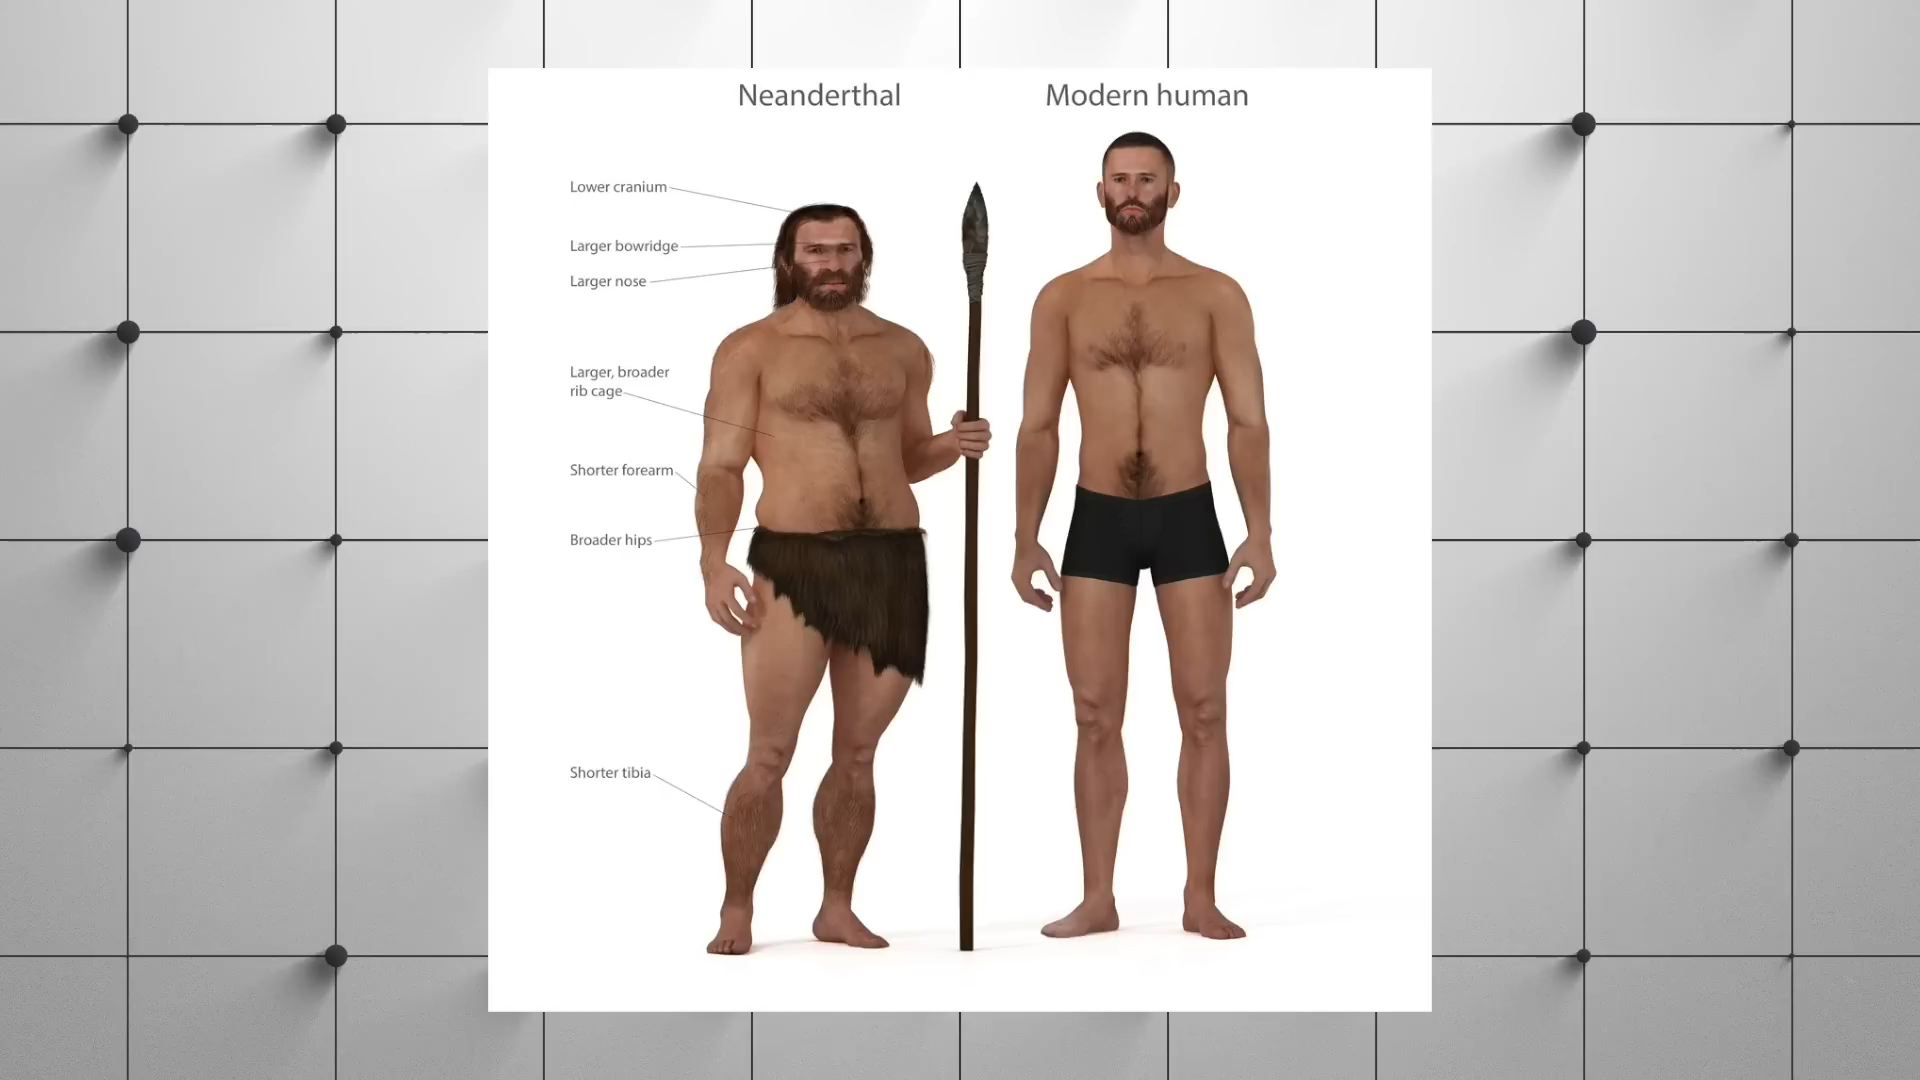 Neanderthal
Modern human
Lower cranium
Larger bowridge
Larger nose
Larger, broader
rib cage
Shorter forearm
Broader hips
Shorter tibia